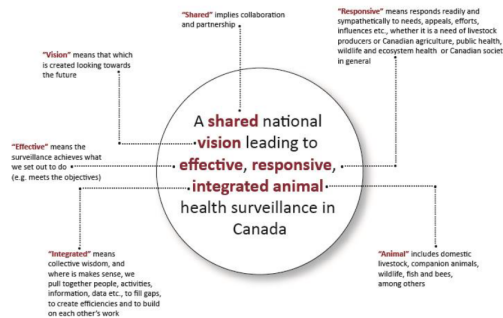 "Shared" implies collaboration
and partnership
"Responsive" means responds readily and
sympathetically to needs, appeals, efforts,
influences etc., whether it is a need of livestock
producers or Canadian agriculture, public health,
wildlife and ecosystem health or Canadian societ
in general
"Vision" means that which
is created looking towards
the future
A shared national
vision leading to
effective, responsive,
integrated animal
health surveillance in
Canada
"Effective" means the
surveillance achieves what
we set out to do
(e.g. meets the objectives)
"Integrated" means
collective wisdom, and
where is makes sense, we
pull together people, activities,
information, data etc., to fill gaps,
to create efficiencies and to build
on each other's work
"Animal" includes domestic
livestock, companion animals,
wildlife, fish and bees,
among others